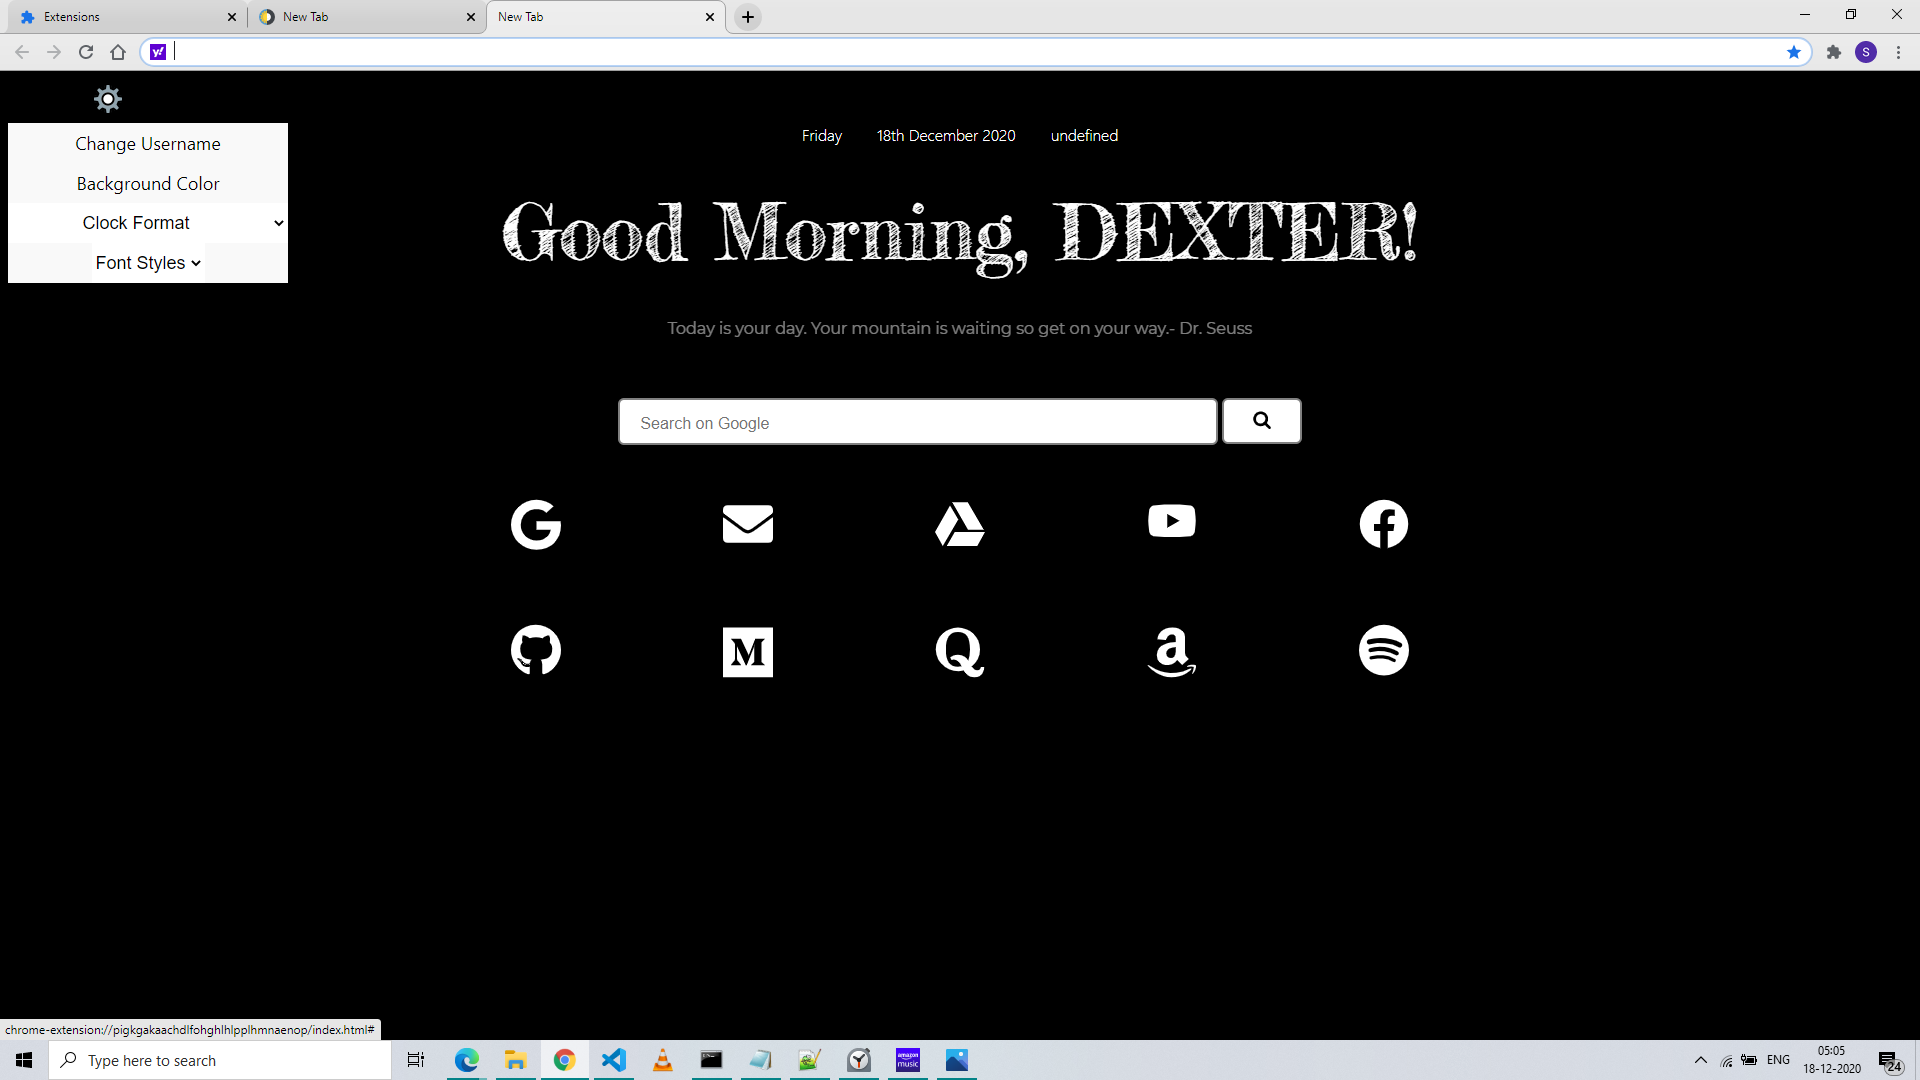 Extensions
New Tab
New Tab
y!
S
Change Username
Background Color
Clock Format
Font Styles
Friday 18th December 2020 undefined
Good Morning, DEXTER!
Today is your day. Your mountain is waiting so get on your way.- Dr. Seuss
Search on Google
chrome-extension://pigkgakaachdlfohghlhlpplhmnaenop/index.html#
Type here to search
amazon
music
ENG
05:05
18-12-2020
24